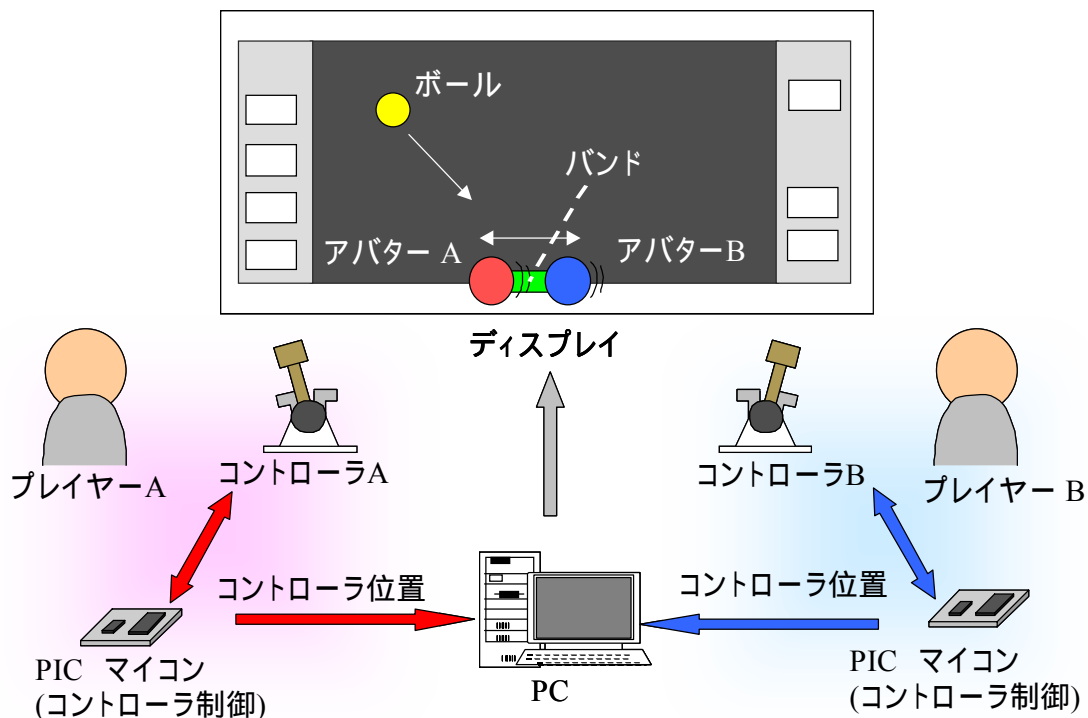 ボール
バンド
アバター A
アバターB
ディスプレイ
プレイヤーA
コントローラA
コントローラB
プレイヤー B
コントローラ位置
コントローラ位置
PIC マイコン
(コントローラ制御)
PC
PIC マイコン
(コントローラ制御)